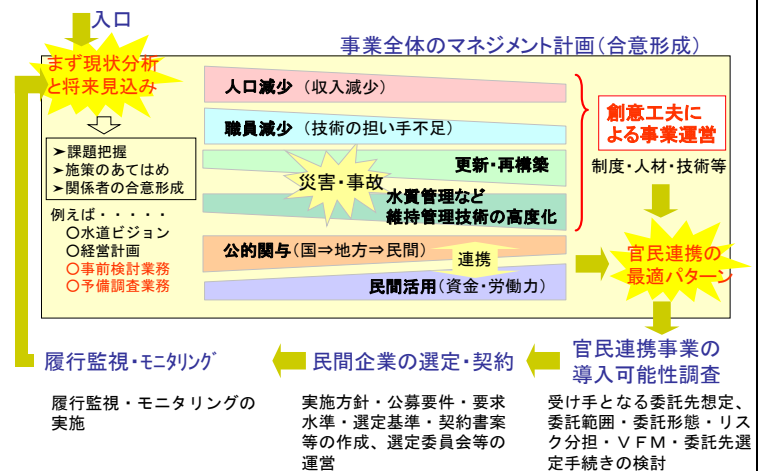 入口
事業全体のマネジメント計画（合意形成）
まず現状分析
と将来見込み
➢課題把握
➢施策のあてはめ
➢関係者の合意形成
例えば・・・・・
○水道ビジョン
○経営計画
○事前検討業務
○予備調査業務
人口減少（収入減少）
職員減少（技術の担い手不足）
更新・再構築
災害・事故
水質管理など
維持管理技術の高度化
公的関与（国⇒地方⇒民間）
連携
民間活用（資金・労働力）
創意工夫に
よる事業運営
制度・人材・技術等
官民連携の
最適パターン
官民連携事業の
導入可能性調査
受け手となる委託先想定、
委託範囲・委託形態・リス
ク分担・ＶＦＭ・委託先選
定手続きの検討
民間企業の選定・契約
実施方針・公募要件・要求
水準・選定基準・契約書案
等の作成、選定委員会等の
運営
履行監視・ﾓﾆﾀﾘﾝｸﾞ
履行監視・モニタリングの
実施